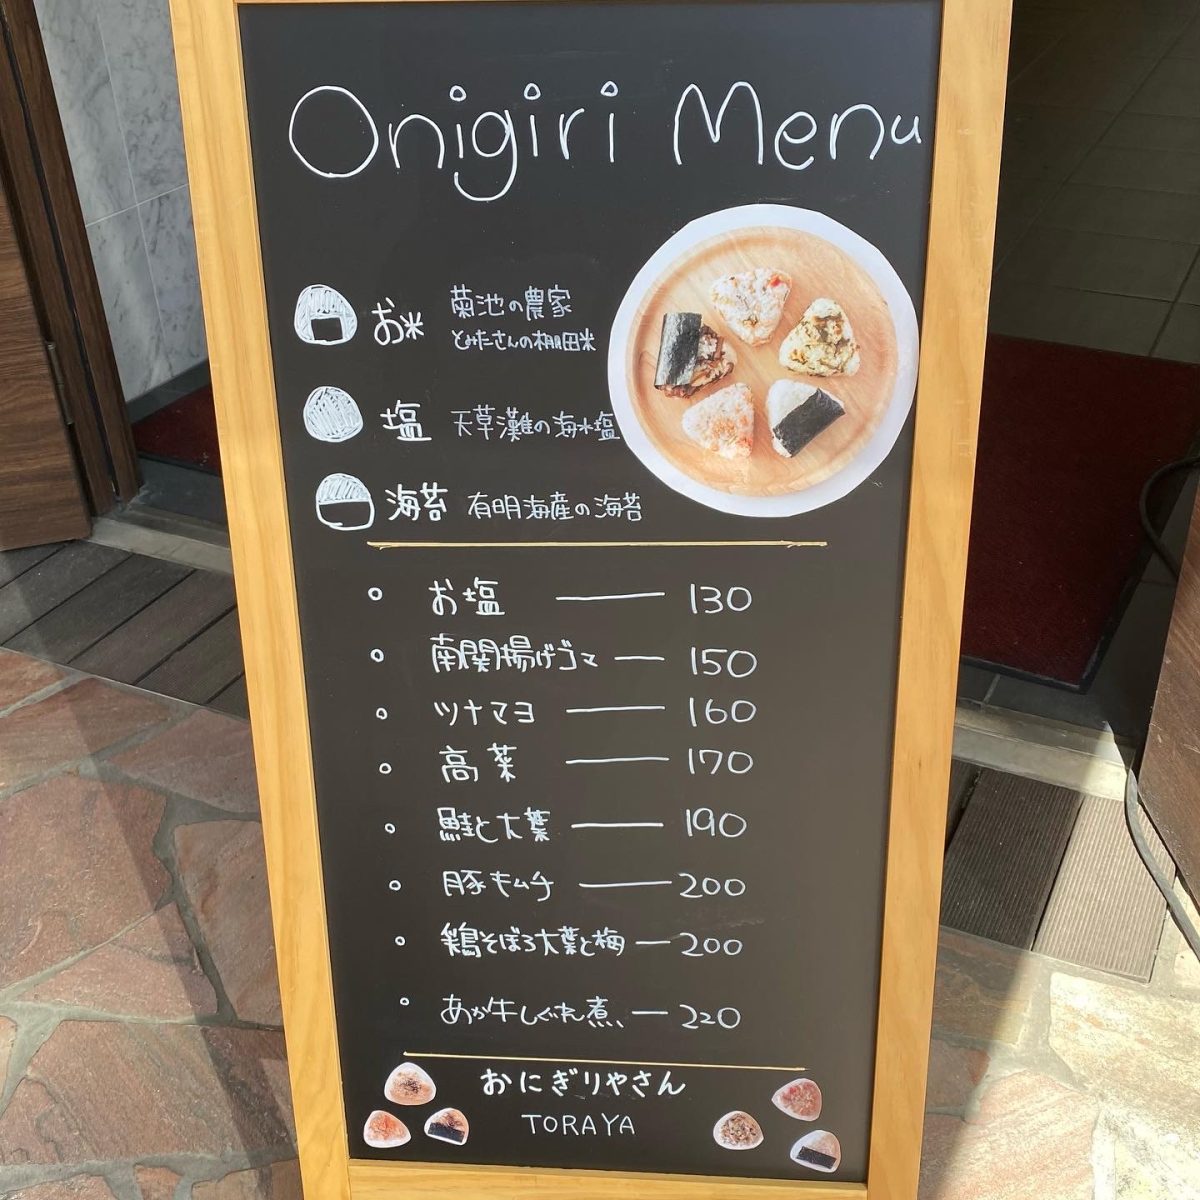 Onigiri Menu
お米 菊池の農家
とみたさんの棚田米
塩 天草灘の海水塩
海苔 有明海産の海苔
お塩 130
南関揚げゴマ 150
ツナマヨ 160
高菜 170
鮭と大葉 190
豚キムチ 200
鶏そぼろ大葉と梅 200
あか牛しぐれ煮 220
おにぎりやさん
TORAYA